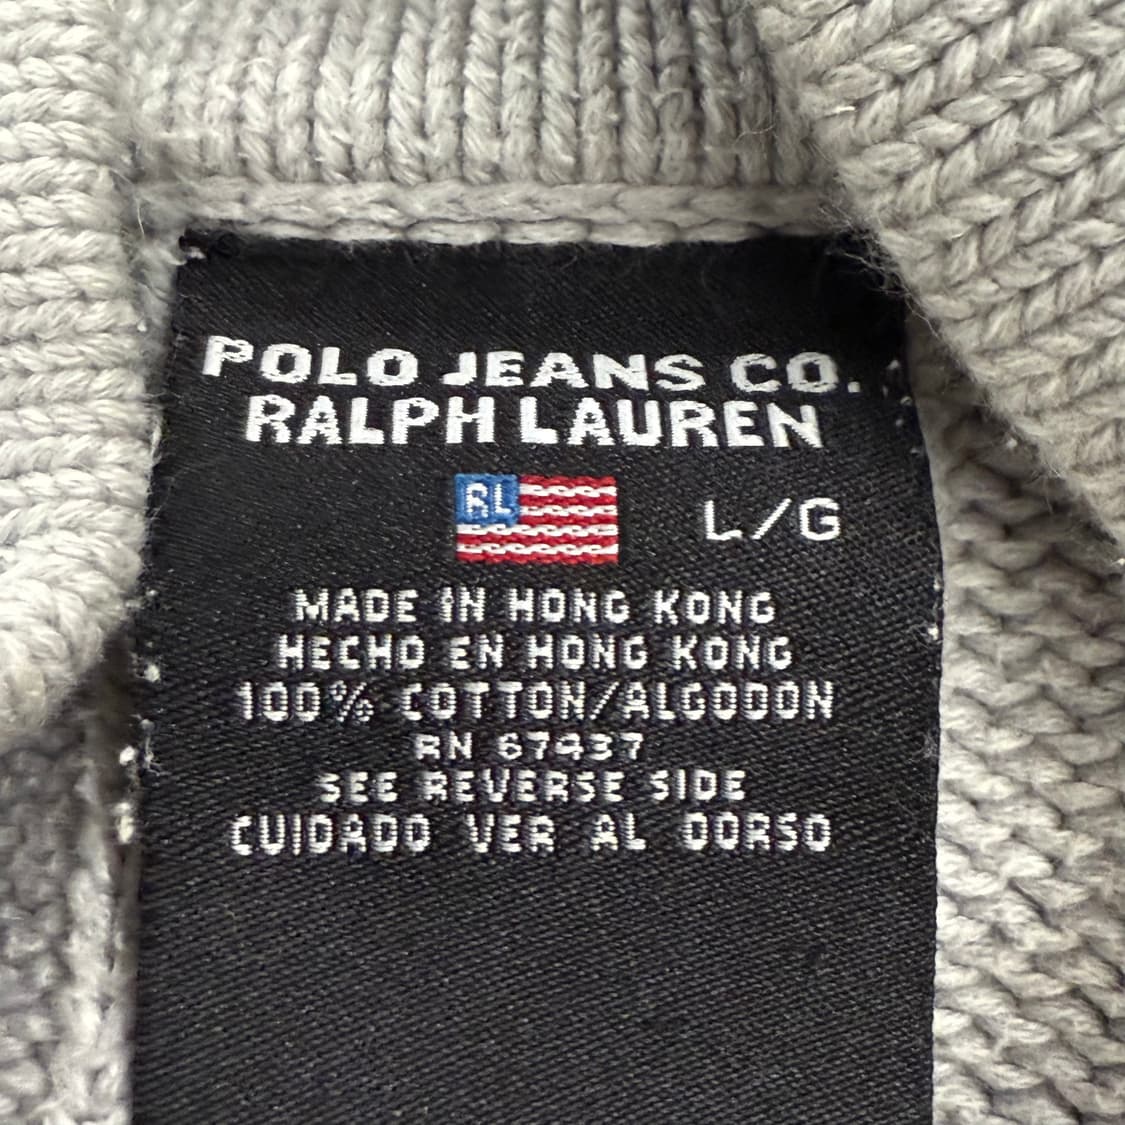 POLO JEANS CO.
RALPH LAUREN
RL
L/G
MADE IN HONG KONG
HECHO EN HONG KONG
100% COTTON/ALGODON
RN 67437
SEE REVERSE SIDE
CUIDADO VER AL DORSO